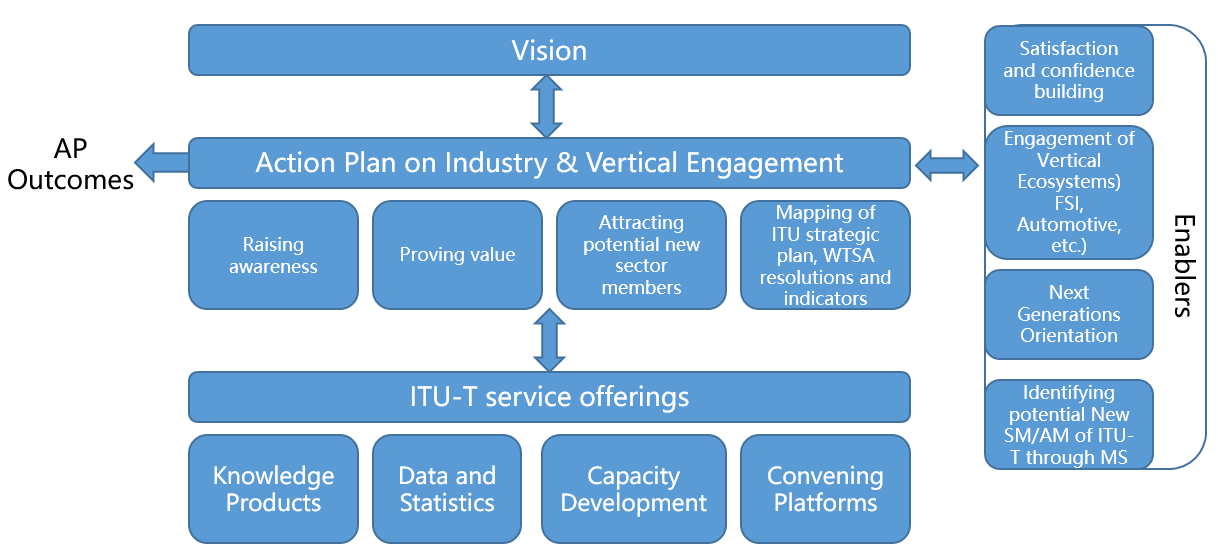 Vision
AP
Outcomes
Action Plan on Industry & Vertical Engagement
Raising
awareness
Proving value
Attracting
potential new
sector
members
Mapping of
ITU strategic
plan, WTSA
resolutions and
indicators
ITU-T service offerings
Knowledge
Products
Data and
Statistics
Capacity
Development
Convening
Platforms
Satisfaction
and confidence
building
Engagement of
Vertical
Ecosystems)
FSI,
Automotive,
etc.)
Next
Generations
Orientation
Identifying
potential New
SM/AM of ITU-
T through MS
Enablers